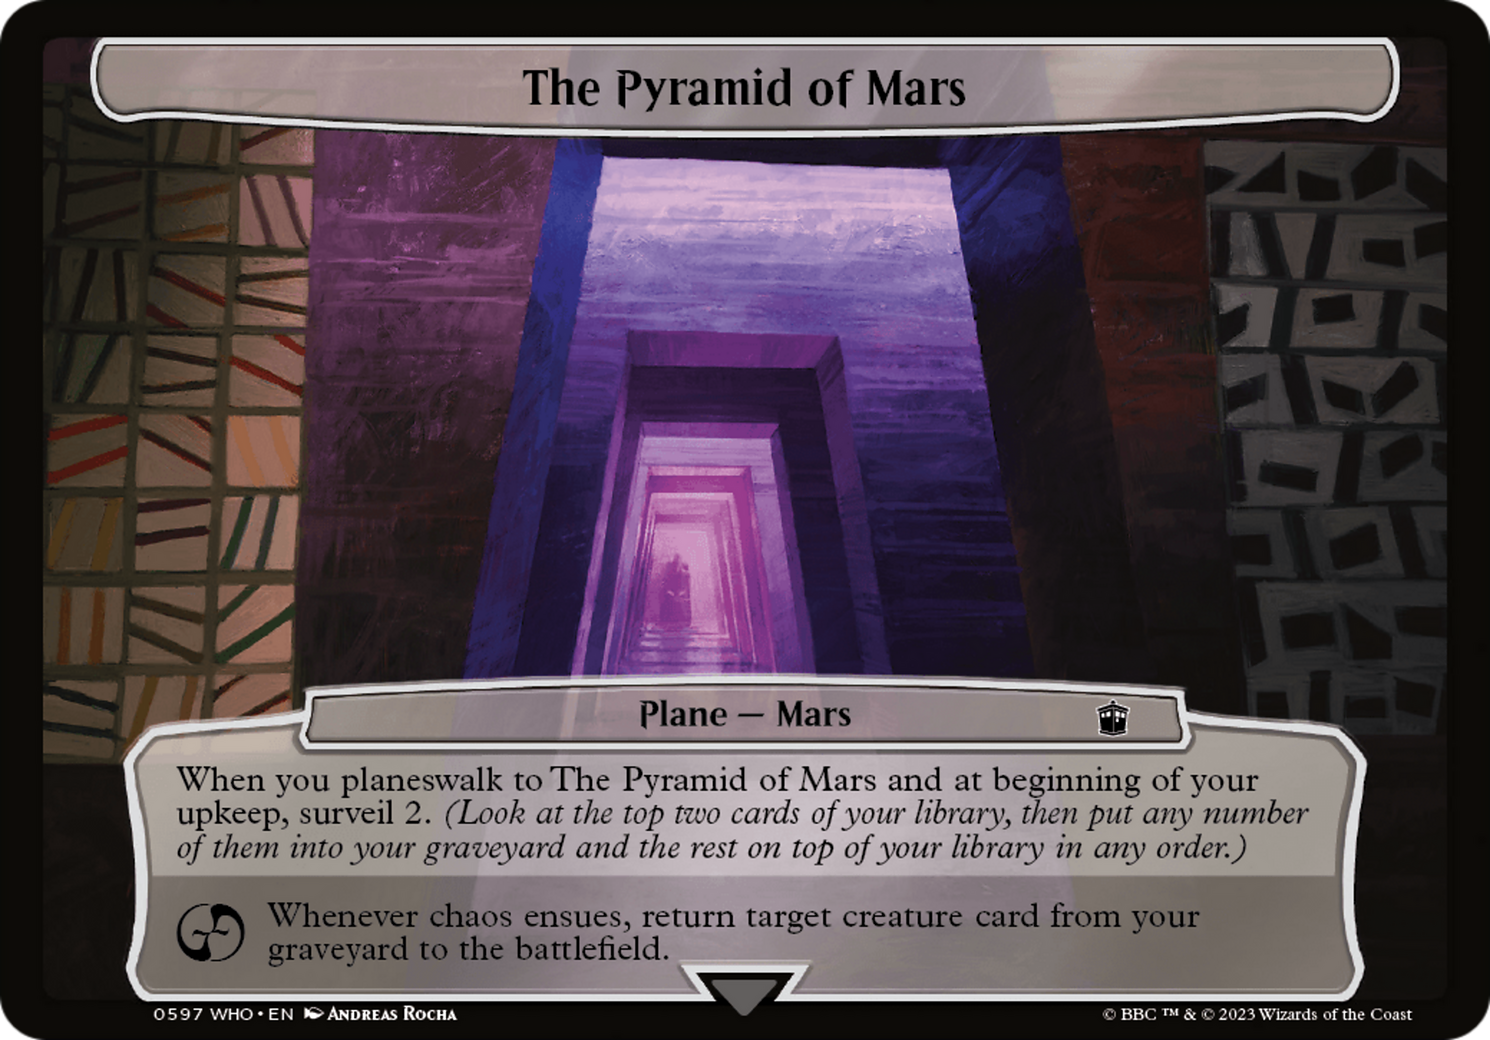 The Pyramid of Mars
Plane — Mars
When you planeswalk to The Pyramid of Mars and at beginning of your
upkeep, surveil 2. (Look at the top two cards of your library, then put any number
of them into your graveyard and the rest on top of your library in any order.)
Whenever chaos ensues, return target creature card from your
graveyard to the battlefield.
0597 WHO • EN Andreas Rocha
© BBC ™ & © 2023 Wizards of the Coast